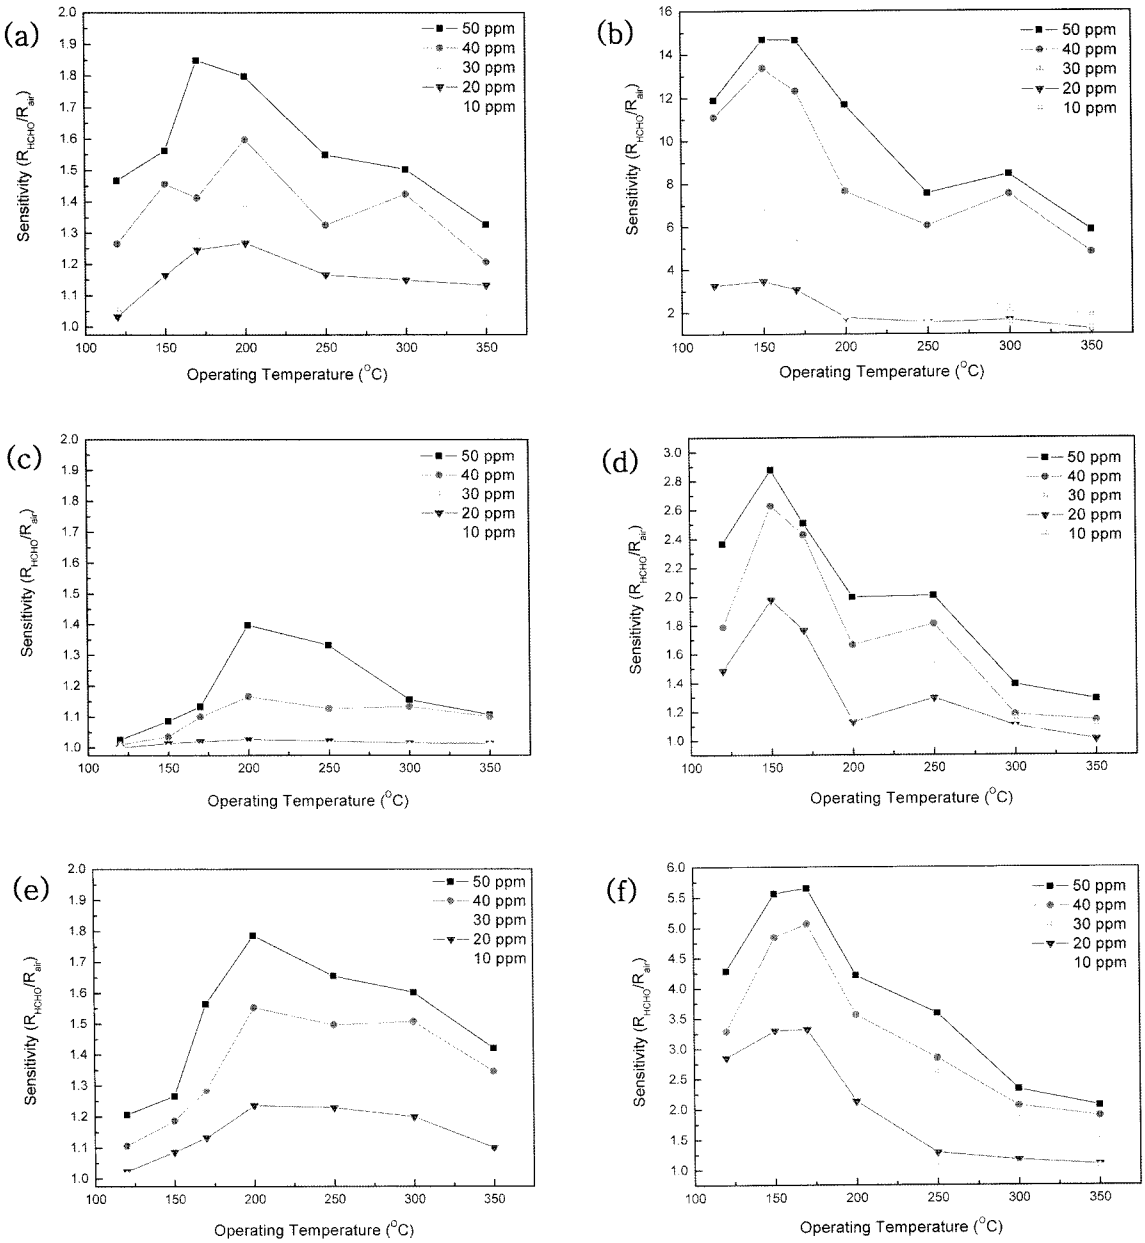 (a)
2.0
1.9
1.8
1.7
1.6
1.5
1.4
1.3
1.2
1.1
1.0
Sensitivity (R_HCHO/R_air)
50 ppm
40 ppm
30 ppm
20 ppm
10 ppm
100 150 200 250 300 350
Operating Temperature (°C)
(b)
16
14
12
10
8
6
4
2
Sensitivity (R_HCHO/R_air)
50 ppm
40 ppm
30 ppm
20 ppm
10 ppm
100 150 200 250 300 350
Operating Temperature (°C)
(c)
2.0
1.9
1.8
1.7
1.6
1.5
1.4
1.3
1.2
1.1
1.0
Sensitivity (R_HCHO/R_air)
50 ppm
40 ppm
30 ppm
20 ppm
10 ppm
100 150 200 250 300 350
Operating Temperature (°C)
(d)
3.0
2.8
2.6
2.4
2.2
2.0
1.8
1.6
1.4
1.2
1.0
Sensitivity (R_HCHO/R_air)
50 ppm
40 ppm
30 ppm
20 ppm
10 ppm
100 150 200 250 300 350
Operating Temperature (°C)
(e)
2.0
1.9
1.8
1.7
1.6
1.5
1.4
1.3
1.2
1.1
1.0
Sensitivity (R_HCHO/R_air)
50 ppm
40 ppm
30 ppm
20 ppm
10 ppm
100 150 200 250 300 350
Operating Temperature (°C)
(f)
6.0
5.5
5.0
4.5
4.0
3.5
3.0
2.5
2.0
1.5
1.0
Sensitivity (R_HCHO/R_air)
50 ppm
40 ppm
30 ppm
20 ppm
10 ppm
100 150 200 250 300 350
Operating Temperature (°C)